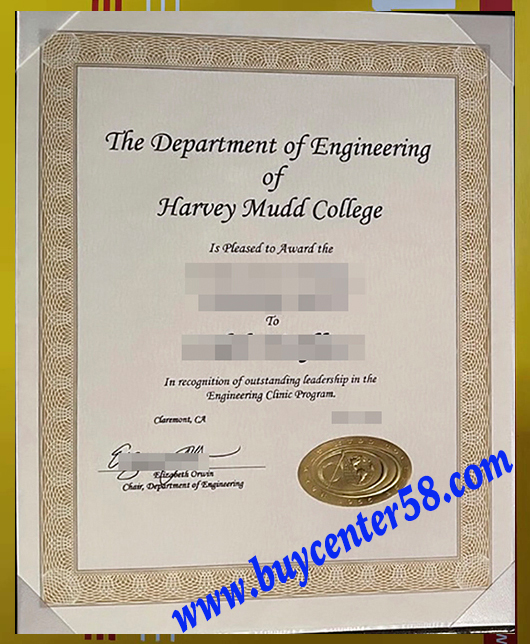 The Department of Engineering
of
Harvey Mudd College
Is Pleased to Award the
To
In recognition of outstanding leadership in the
Engineering Clinic Program.
Claremont, CA
Elizabeth Orwin
Chair, Department of Engineering
www.buycenter58.com